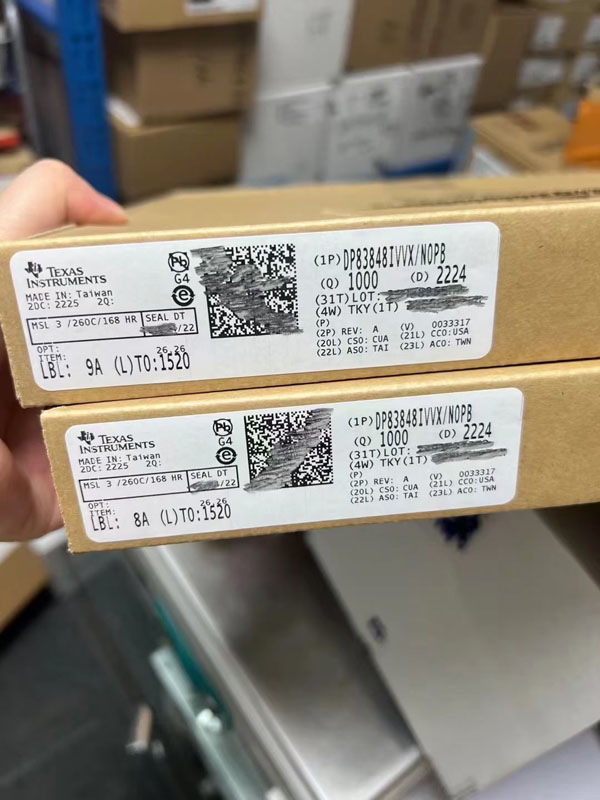 TEXAS
INSTRUMENTS
MADE IN: Taiwan
2DC: 2225 2Q:
MSL 3 /260C/168 HR
SEAL DT
/22
OPT:
ITEM:
26,26
LBL: 9A (L)TO:1520
Pb
G4
e
(1P)DP83848IVVX/NOPB
(Q) 1000 (D) 2224
(31T)LOT:
(4W) TKY(1T)
(P)
(2P) REV: A (V) 0033317
(20L) CSO: CUA (21L) CCO:USA
(22L) ASO: TAI (23L) ACO: TWN
TEXAS
INSTRUMENTS
MADE IN: Taiwan
2DC: 2225 2Q:
MSL 3 /260C/168 HR
SEAL DT
/22
OPT:
ITEM:
26,26
LBL: 8A (L)TO:1520
Pb
G4
e
(1P)DP83848IVVX/NOPB
(Q) 1000 (D) 2224
(31T)LOT:
(4W) TKY(1T)
(P)
(2P) REV: A (V) 0033317
(20L) CSO: CUA (21L) CCO:USA
(22L) ASO: TAI (23L) ACO: TWN